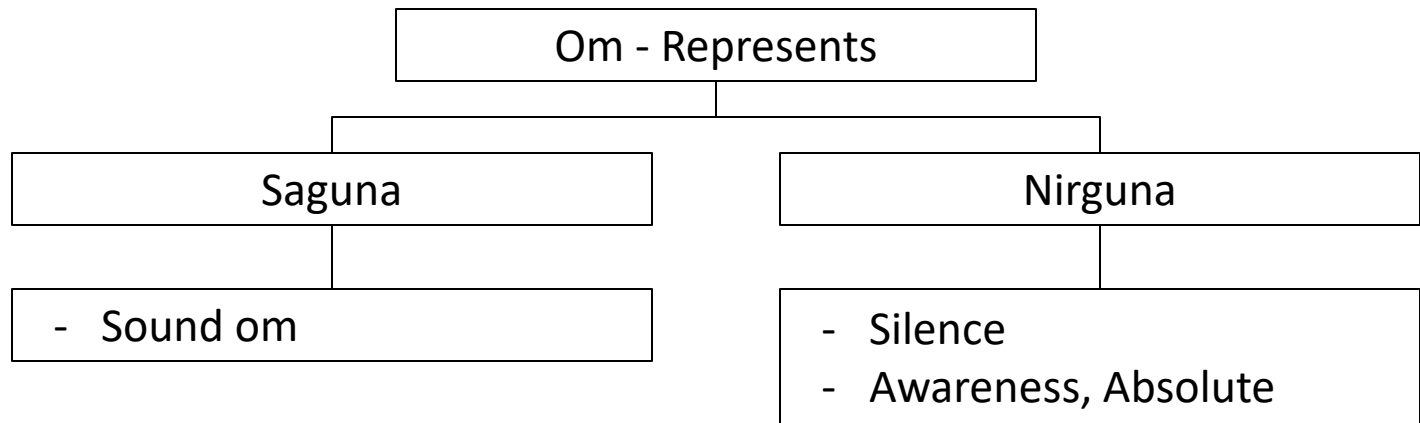 Om - Represents
Saguna
Nirguna
- Sound om
- Silence
- Awareness, Absolute